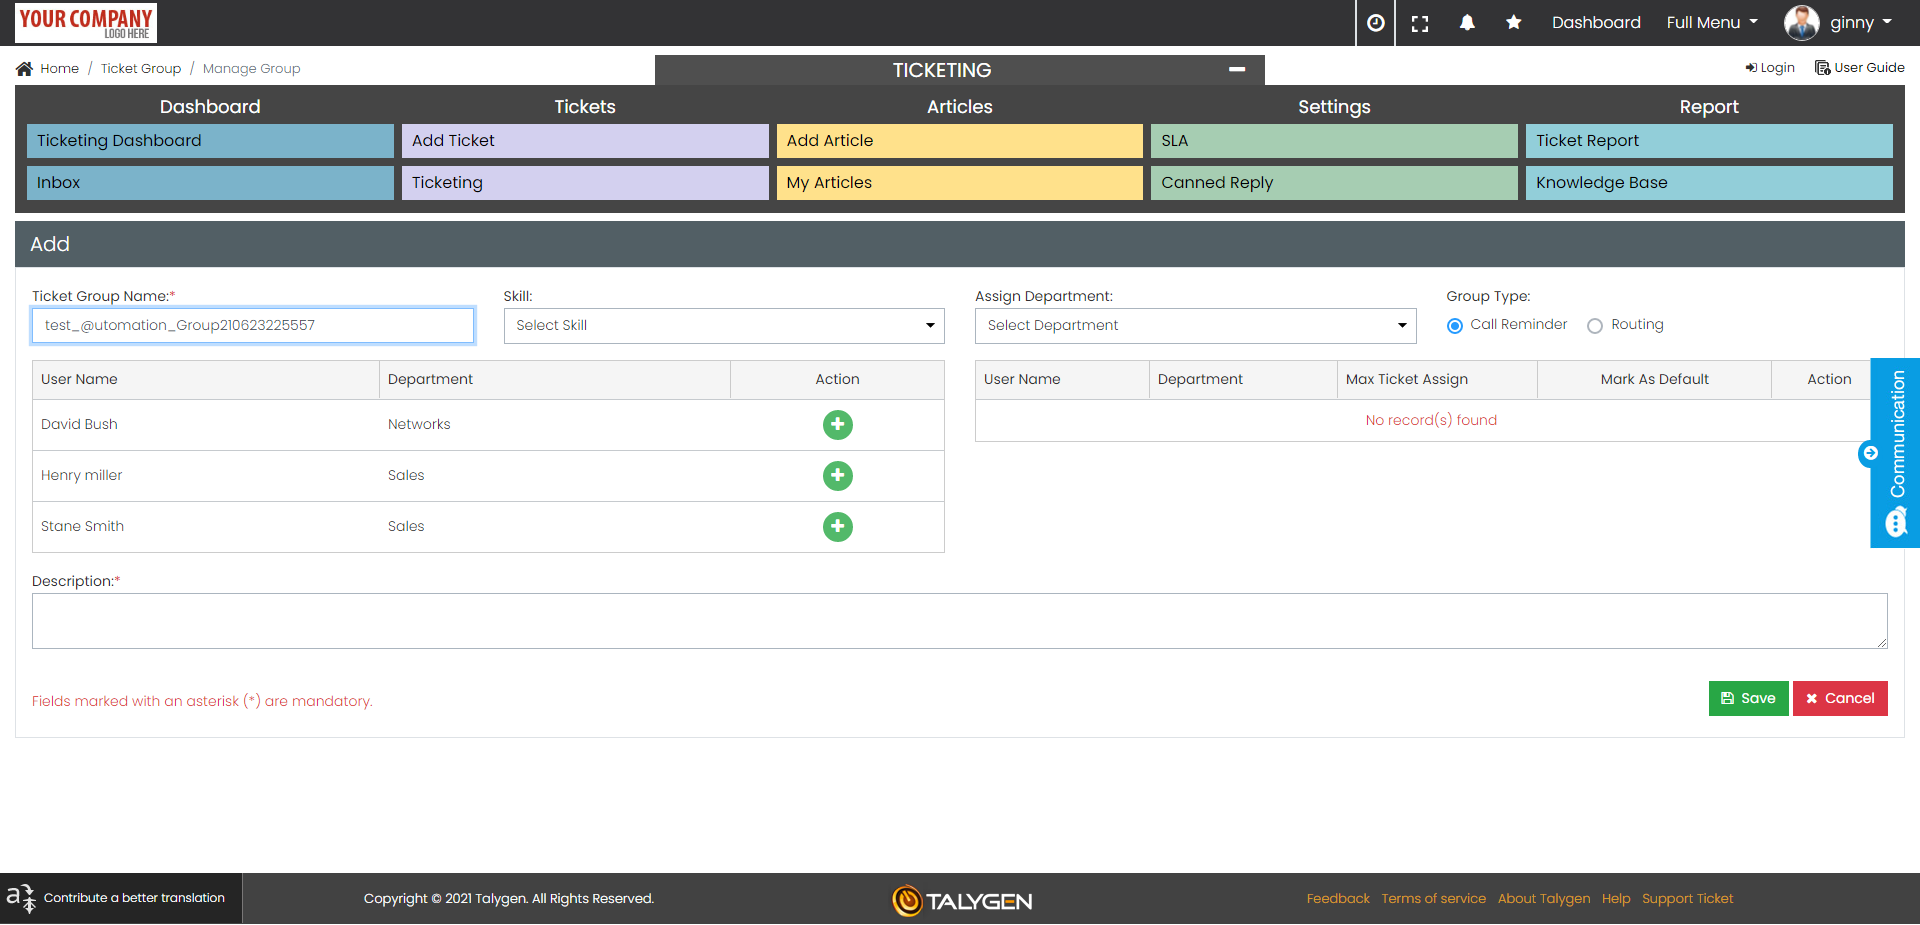 YOUR COMPANY
LOGO HERE
Dashboard Full Menu ginny
Home / Ticket Group / Manage Group
TICKETING
Login User Guide
Dashboard Tickets Articles Settings Report
Ticketing Dashboard Add Ticket Add Article SLA Ticket Report
Inbox Ticketing My Articles Canned Reply Knowledge Base
Add
Ticket Group Name:* Skill: Assign Department: Group Type:
test_@utomation_Group210623225557 Select Skill Select Department Call Reminder Routing
User Name Department Action User Name Department Max Ticket Assign Mark As Default Action
David Bush Networks No record(s) found
Henry miller Sales
Stane Smith Sales
Communication
Description:*
Fields marked with an asterisk (*) are mandatory.
Save Cancel
Contribute a better translation Copyright © 2021 Talygen. All Rights Reserved. TALYGEN Feedback Terms of service About Talygen Help Support Ticket